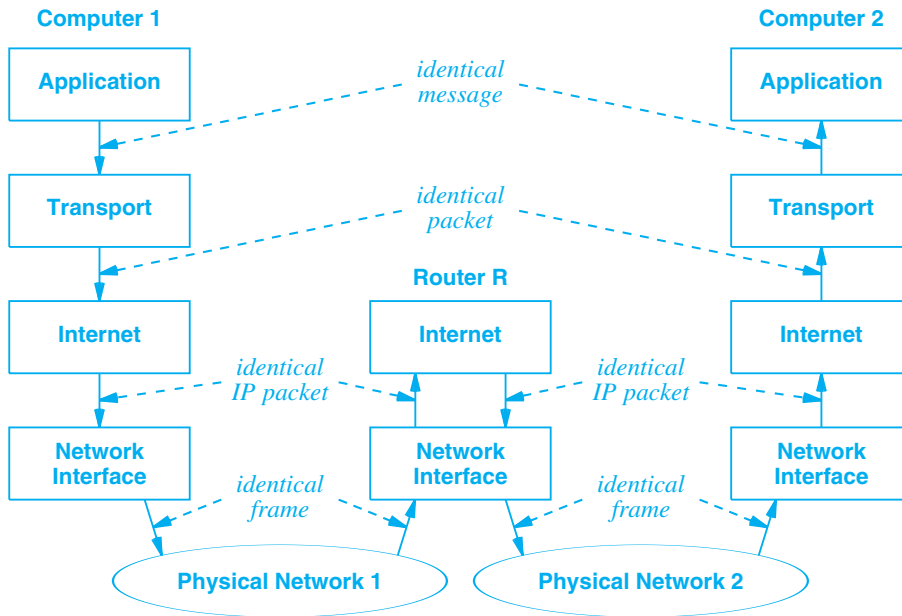 Computer 1
Computer 2
Application
identical
message
Application
Transport
identical
packet
Transport
Router R
Internet
Internet
Internet
identical
IP packet
identical
IP packet
Network
Interface
Network
Interface
Network
Interface
identical
frame
identical
frame
Physical Network 1
Physical Network 2